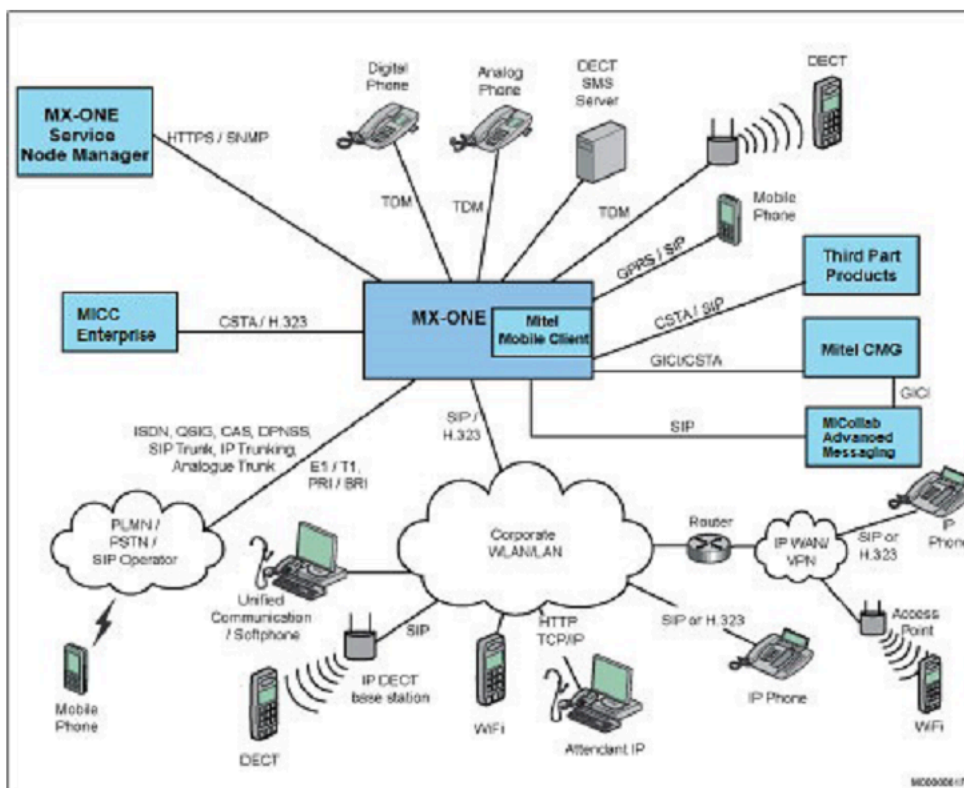 Digital
Phone
Analog
Phone
DECT
SMS
Server
DECT
MX-ONE
Service
Node Manager
HTTPS / SNMP
TDM
TDM
TDM
Mobile
Phone
GPRS / SIP
Third Part
Products
MICC
Enterprise
CSTA / H.323
MX-ONE
Mitel
Mobile Client
CSTA / SIP
Mitel CMG
GICI/CSTA
GICI
SIP
MiCollab
Advanced
Messaging
SIP /
H.323
ISDN, QSIG, CAS, DPNSS,
SIP Trunk, IP Trunking,
Analogue Trunk
E1 / T1,
PRI / BRI
PLMN /
PSTN /
SIP Operator
Corporate
WLAN/LAN
Router
IP WAN/
VPN
SIP or
H.323
IP
Phone
Unified
Communication
/ Softphone
SIP
HTTP
TCP/IP
SIP or H.323
Access
Point
IP DECT
base station
IP Phone
Mobile
Phone
DECT
WiFi
Attendant IP
WiFi